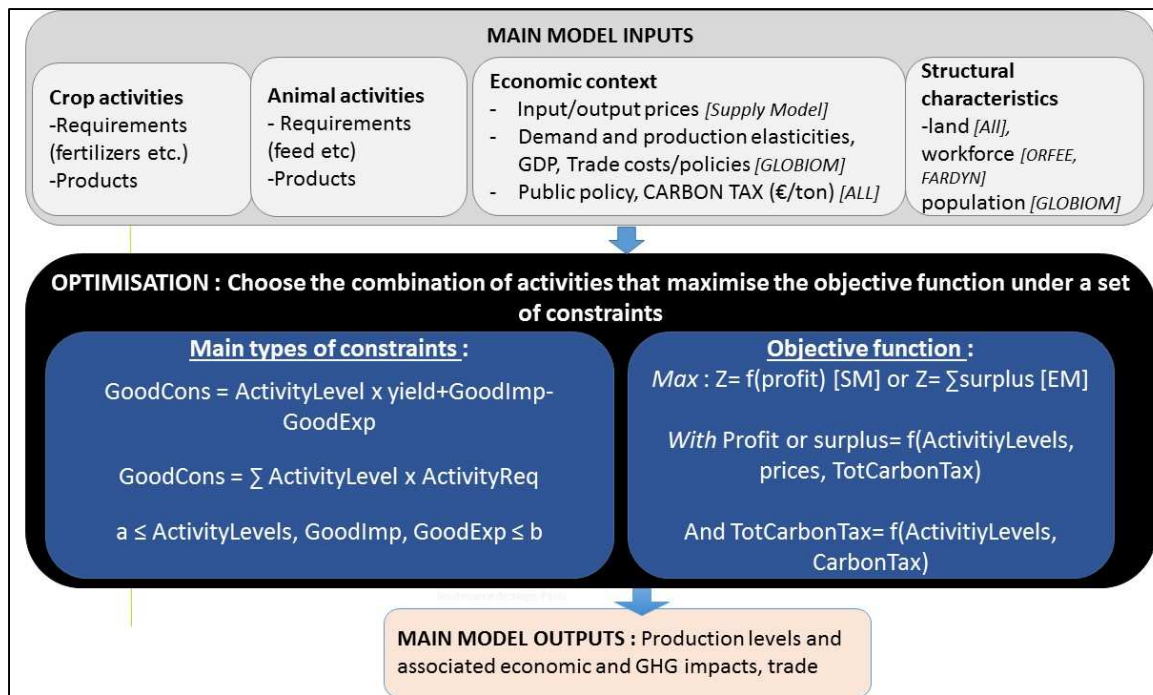 MAIN MODEL INPUTS
Crop activities
-Requirements
(fertilizers etc.)
-Products
Animal activities
- Requirements
(feed etc)
-Products
Economic context
- Input/output prices [Supply Model]
- Demand and production elasticities,
GDP, Trade costs/policies [GLOBIOM]
- Public policy, CARBON TAX (€/ton) [ALL]
Structural
characteristics
-land [All],
workforce [ORFEE,
FARDYN]
population [GLOBIOM]
OPTIMISATION : Choose the combination of activities that maximise the objective function under a set
of constraints
Main types of constraints :
GoodCons = ActivityLevel x yield+GoodImp-
GoodExp
GoodCons = ∑ ActivityLevel x ActivityReq
a ≤ ActivityLevels, GoodImp, GoodExp ≤ b
Objective function :
Max : Z= f(profit) [SM] or Z= ∑surplus [EM]
With Profit or surplus= f(ActivitiyLevels,
prices, TotCarbonTax)
And TotCarbonTax= f(ActivitiyLevels,
CarbonTax)
MAIN MODEL OUTPUTS : Production levels and
associated economic and GHG impacts, trade